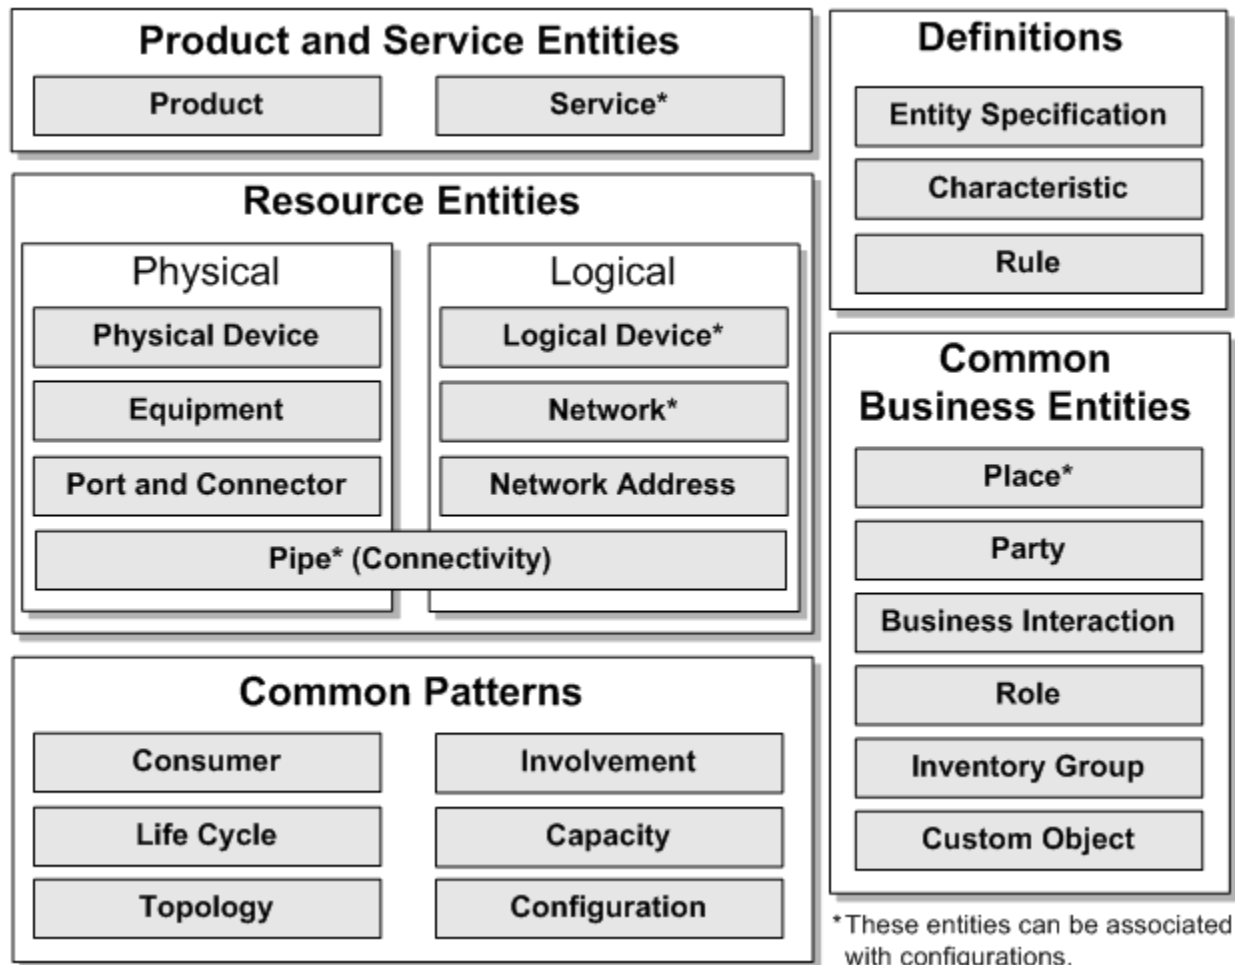 Product and Service Entities
Product
Service*
Resource Entities
Physical
Physical Device
Equipment
Port and Connector
Logical
Logical Device*
Network*
Network Address
Pipe* (Connectivity)
Common Patterns
Consumer
Involvement
Life Cycle
Capacity
Topology
Configuration
Definitions
Entity Specification
Characteristic
Rule
Common
Business Entities
Place*
Party
Business Interaction
Role
Inventory Group
Custom Object
*These entities can be associated
with configurations.